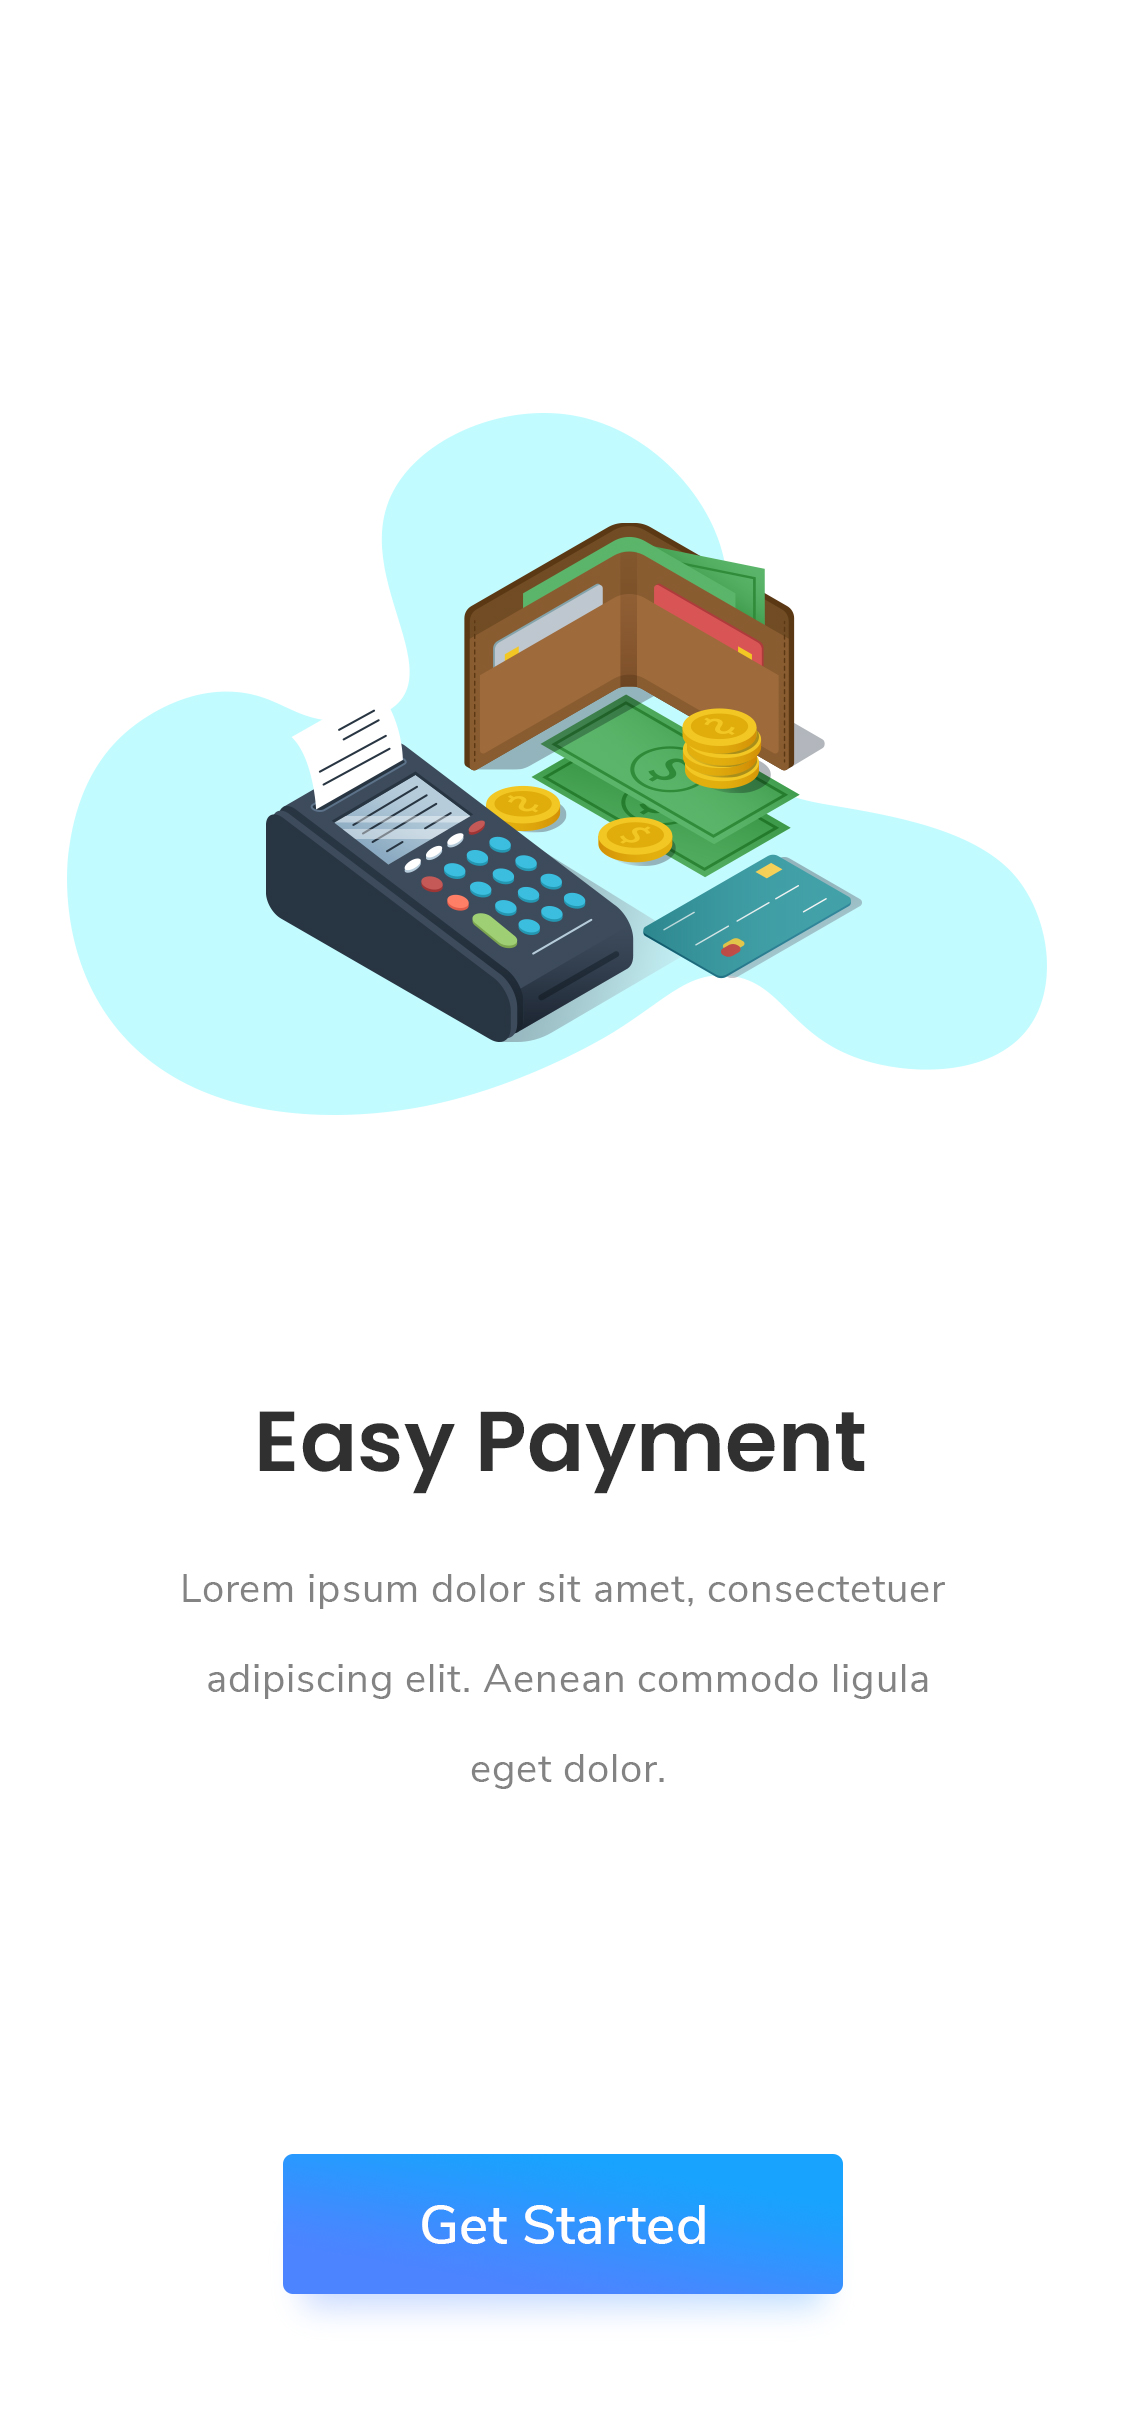 Easy Payment
Lorem ipsum dolor sit amet, consectetuer
adipiscing elit. Aenean commodo ligula
eget dolor.
Get Started